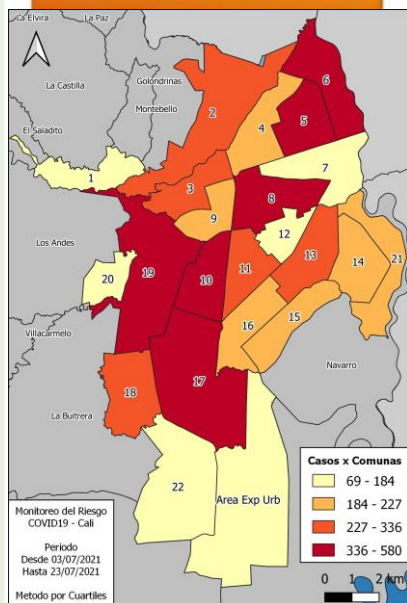 La Elvira
La Paz
La Castilla
Golondrinas
Montebello
El Saladito
6
2
4
5
1
7
3
8
9
12
Los Andes
19
10
11
13
14
21
20
16
15
Villacarmelo
Navarro
17
18
La Buitrera
22
Area Exp Urb
Casos x Comunas
69 - 184
184 - 227
227 - 336
336 - 580
Monitoreo del Riesgo
COVID19 - Cali
Periodo
Desde 03/07/2021
Hasta 23/07/2021
Metodo por Cuartiles
0 1 2 km